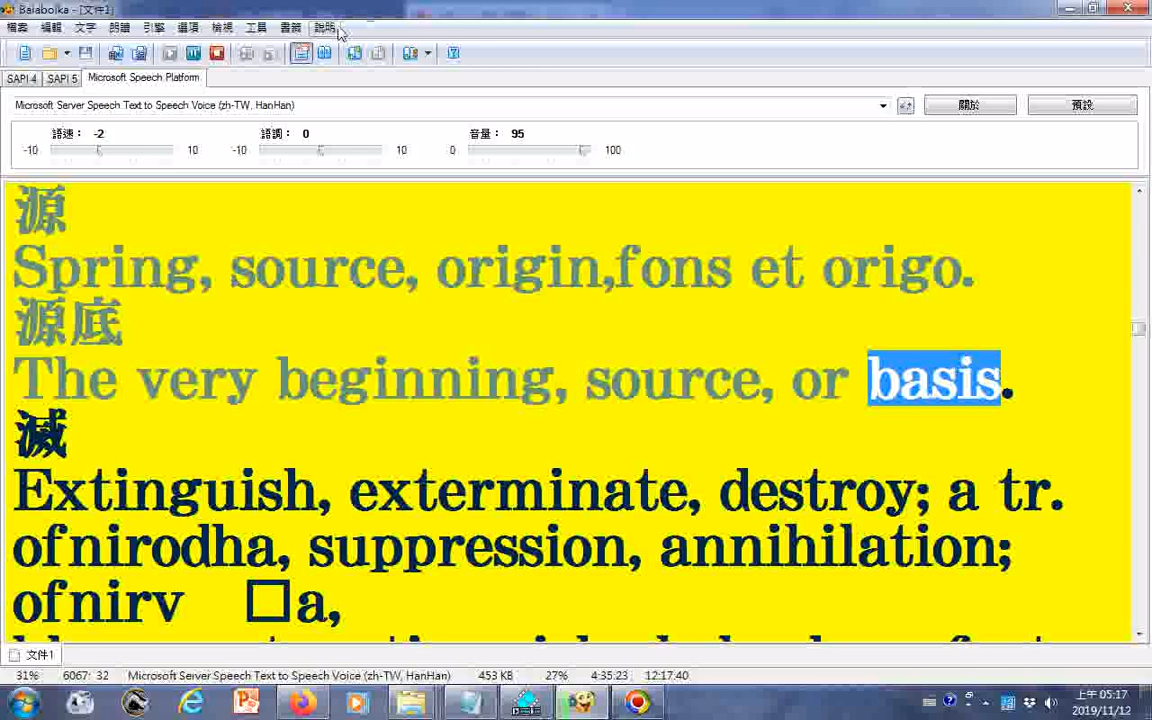 Balabolka - [文件1]
檔案 編輯 文字 朗讀 引擎 選項 檢視 工具 書籤 說明
SAPI 4 SAPI 5 Microsoft Speech Platform
Microsoft Server Speech Text to Speech Voice (zh-TW, HanHan) 關於 預設
語速： -2 語調： 0 音量： 95
-10 10 -10 10 0 100
源
Spring, source, origin,fons et origo.
源底
The very beginning, source, or basis.
滅
Extinguish, exterminate, destroy; a tr.
ofnirodha, suppression, annihilation;
ofnirv □a,
文件1
31% 6067: 32 Microsoft Server Speech Text to Speech Voice (zh-TW, HanHan) 453 KB 27% 4:35:23 12:17:40
上午 05:17
2019/11/12